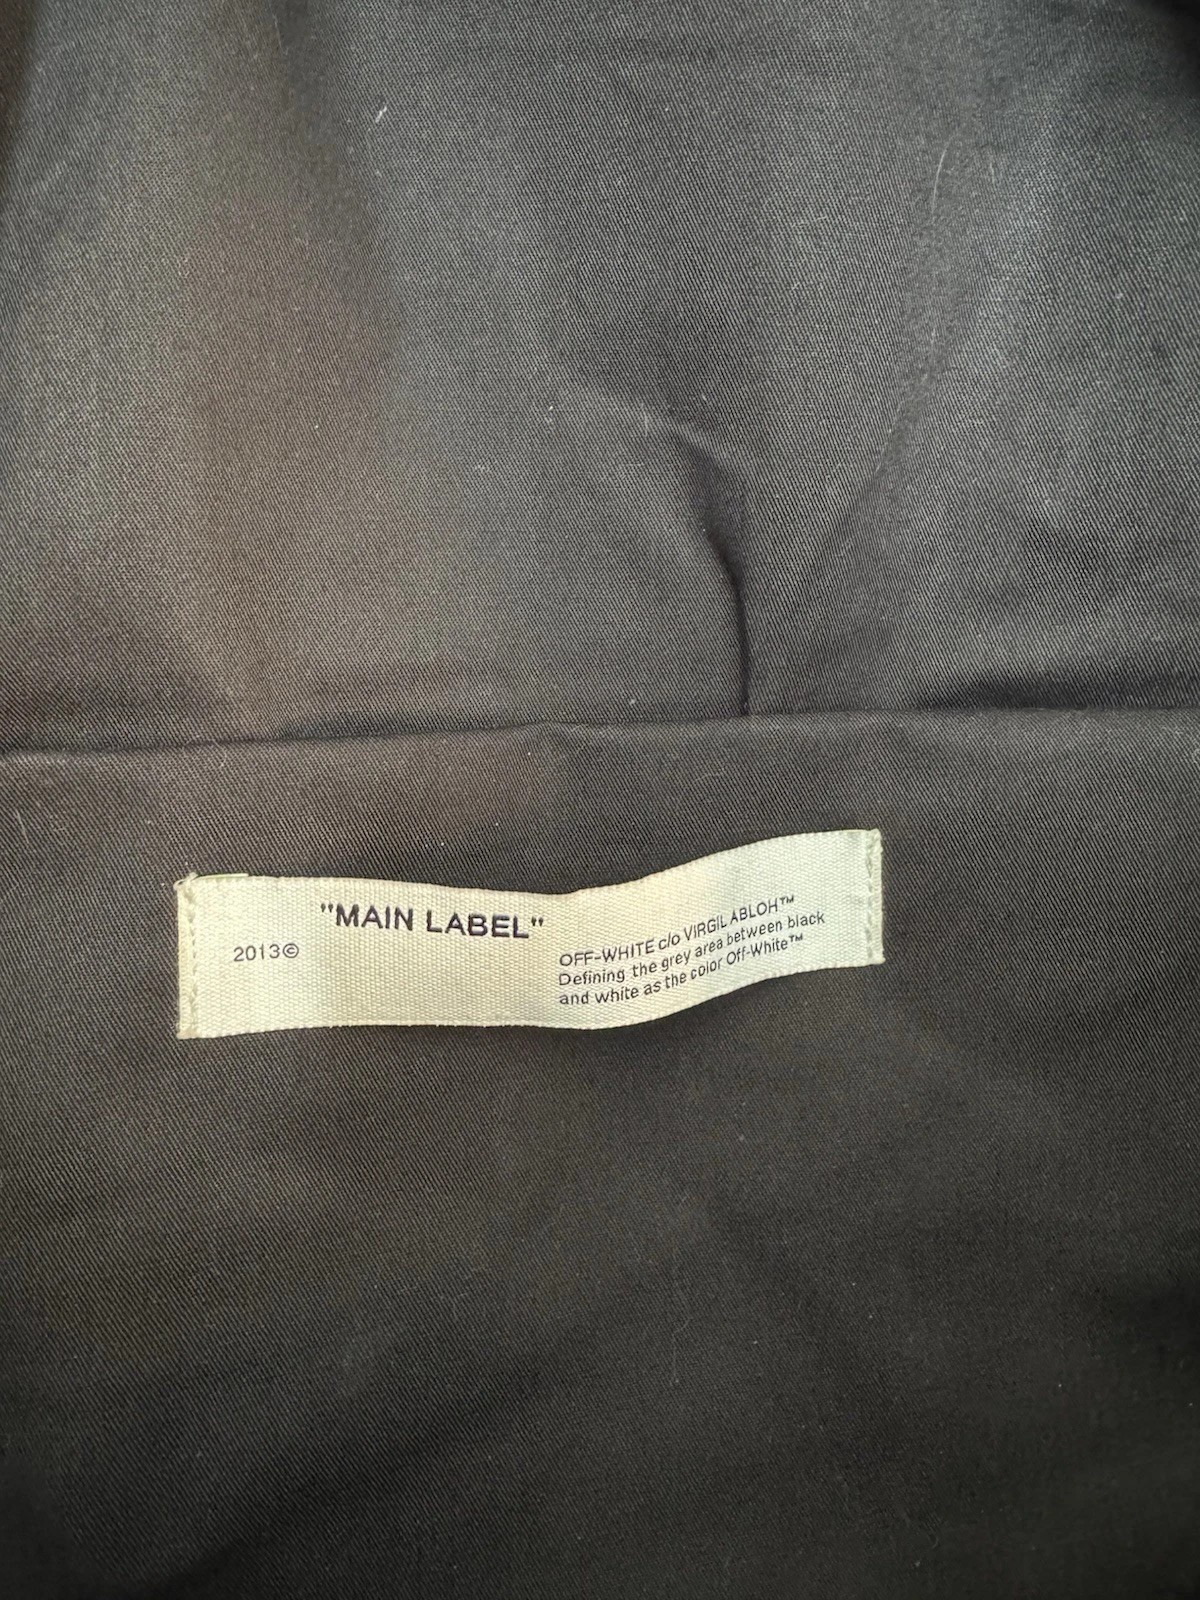 "MAIN LABEL"
2013©
OFF-WHITE c/o VIRGIL ABLOH™
Defining the grey area between black
and white as the color Off-White™